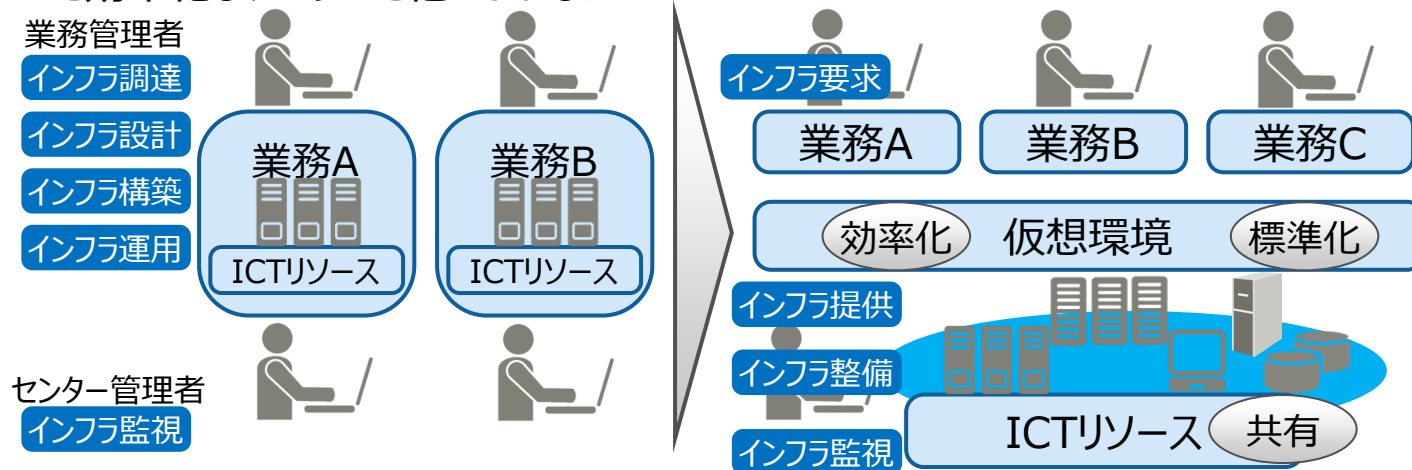 業務管理者
インフラ調達
インフラ設計
インフラ構築
インフラ運用
業務A
ICTリソース
業務B
ICTリソース
センター管理者
インフラ監視
インフラ要求
業務A
業務B
業務C
効率化
仮想環境
標準化
インフラ提供
インフラ整備
インフラ監視
ICTリソース
共有